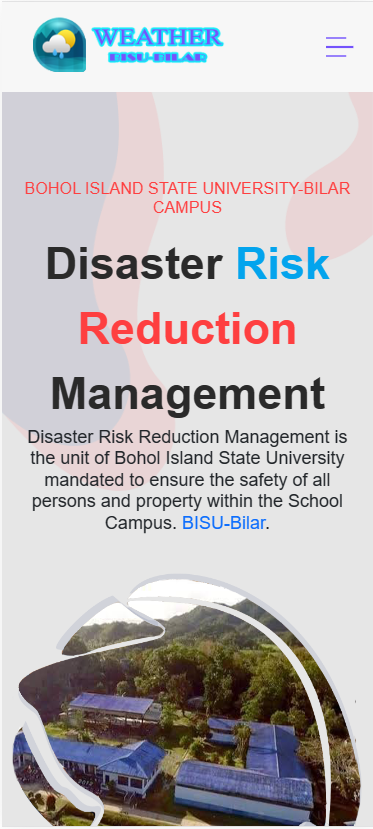 WEATHER
BISU-BILAR
BOHOL ISLAND STATE UNIVERSITY-BILAR
CAMPUS
Disaster Risk
Reduction
Management
Disaster Risk Reduction Management is
the unit of Bohol Island State University
mandated to ensure the safety of all
persons and property within the School
Campus. BISU-Bilar.